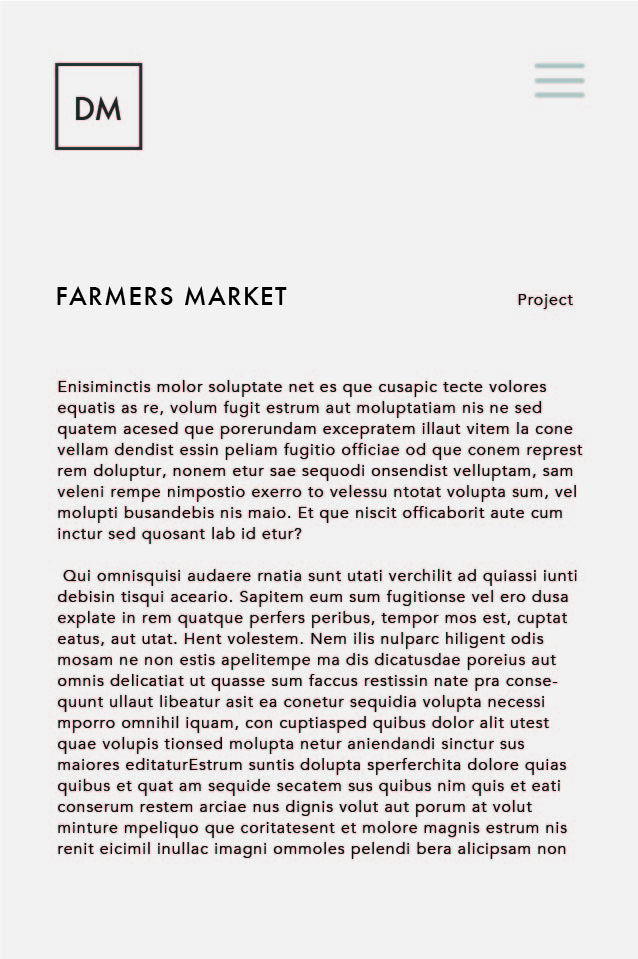 DM
FARMERS MARKET
Project
Enisiminctis molor soluptate net es que cusapic tecte volores
equatis as re, volum fugit estrum aut moluptatiam nis ne sed
quatem acesed que porerundam excepratem illaut vitem la cone
vellam dendist essin peliam fugitio officiae od que conem represt
rem doluptur, nonem etur sae sequodi onsendist velluptam, sam
veleni rempe nimpostio exerro to velessu ntotat volupta sum, vel
molupti busandebis nis maio. Et que niscit officaborit aute cum
inctur sed quosant lab id etur?
Qui omnisquisi audaere rnatia sunt utati verchilit ad quiassi iunti
debisin tisqui aceario. Sapitem eum sum fugitionse vel ero dusa
explate in rem quatque perfers peribus, tempor mos est, cuptat
eatus, aut utat. Hent volestem. Nem ilis nulparc hiligent odis
mosam ne non estis apelitempe ma dis dicatusdae poreius aut
omnis delicatiat ut quasse sum faccus restissin nate pra conse-
quunt ullaut libeatur asit ea conetur sequidia volupta necessi
mporro omnihil iquam, con cuptiasped quibus dolor alit utest
quae volupis tionsed molupta netur aniendandi sinctur sus
maiores editaturEstrum suntis dolupta sperferchita dolore quias
quibus et quat am sequide secatem sus quibus nim quis et eati
conserum restem arciae nus dignis volut aut porum at volut
minture mpeliquo que coritatesent et molore magnis estrum nis
renit eicimil inullac imagni ommoles pelendi bera alicipsam non